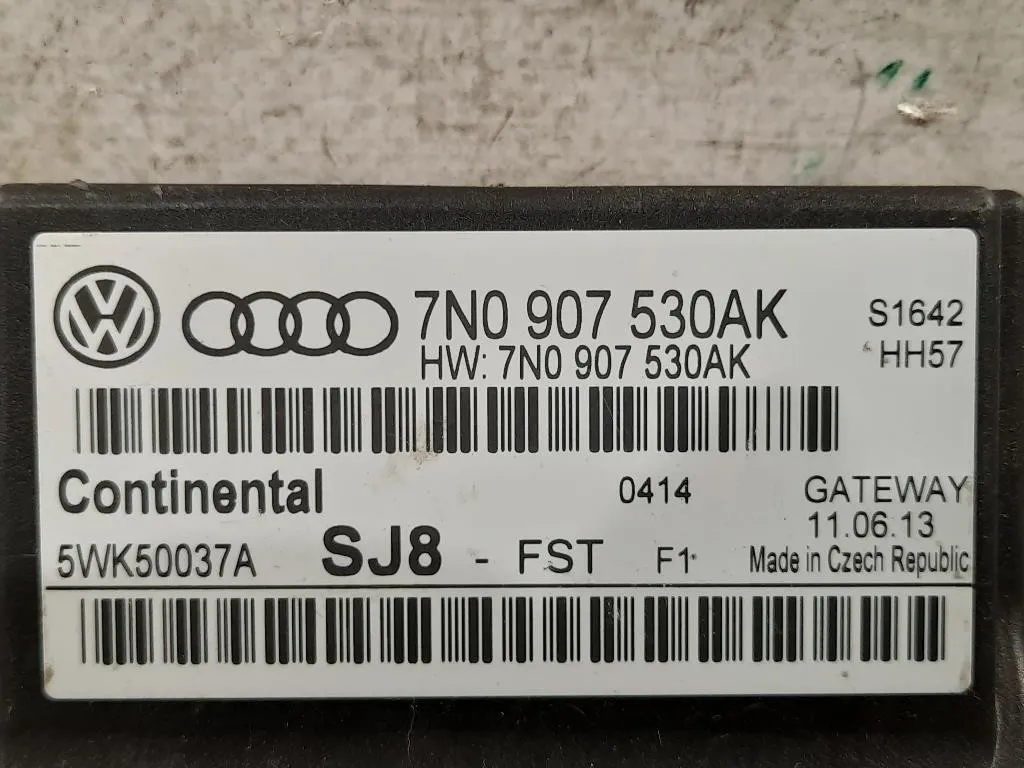 7N0 907 530AK S1642
HW: 7N0 907 530AK HH57
Continental 0414 GATEWAY
11.06.13
5WK50037A SJ8 - FST F1 Made in Czech Republic